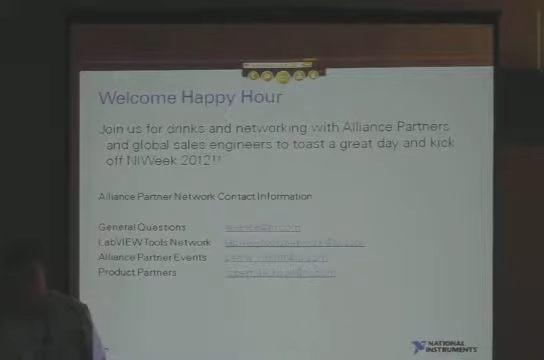 Welcome Happy Hour
Join us for drinks and networking with Alliance Partners
and global sales engineers to toast a great day and kick
off NIWeek 2012!!
Alliance Partner Network Contact Information
General Questions
LabVIEW Tools Network
Alliance Partner Events
Product Partners
NATIONAL
INSTRUMENTS